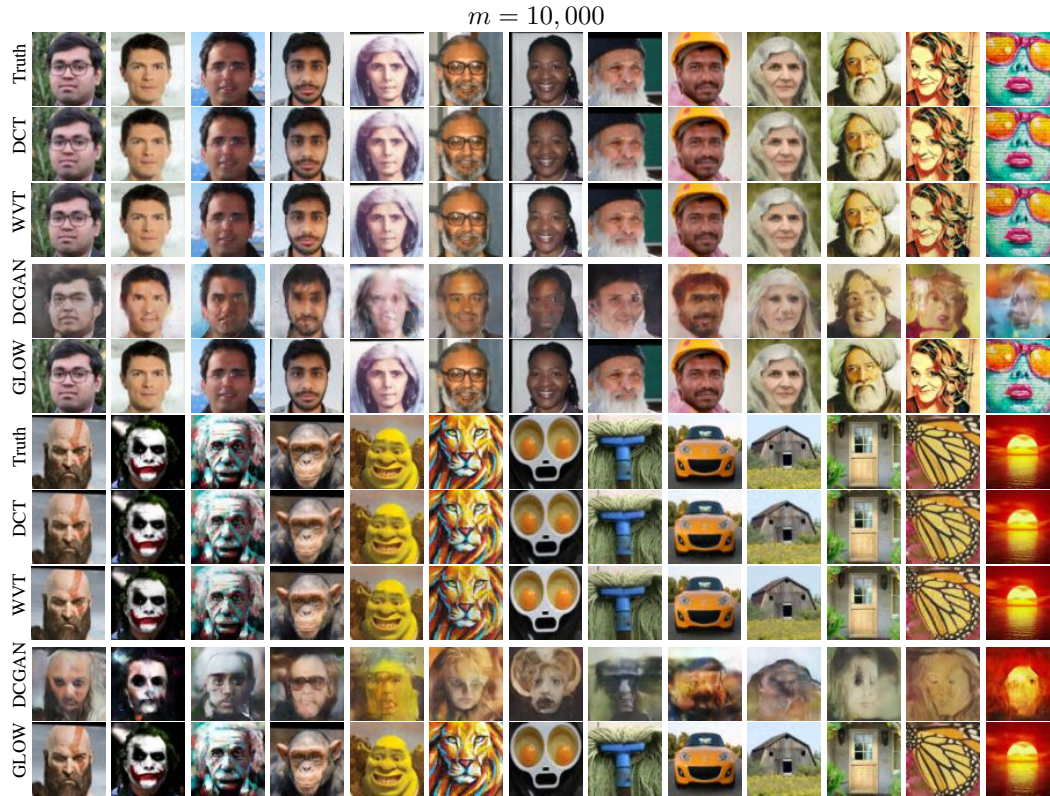 m = 10,000
Truth
DCT
WVT
DCGAN
GLOW
Truth
DCT
WVT
DCGAN
GLOW